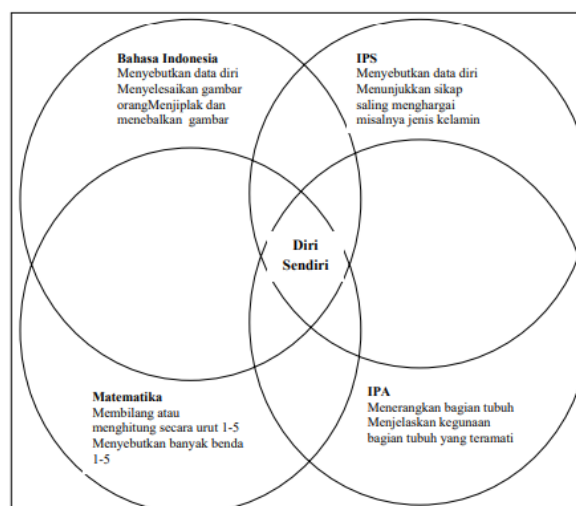 Bahasa Indonesia
Menyebutkan data diri
Menyelesaikan gambar
orangMenjiplak dan
menebalkan gambar
IPS
Menyebutkan data diri
Menunjukkan sikap
saling menghargai
misalnya jenis kelamin
Diri
Sendiri
Matematika
Membilang atau
menghitung secara urut 1-5
Menyebutkan banyak benda
1-5
IPA
Menerangkan bagian tubuh
Menjelaskan kegunaan
bagian tubuh yang teramati